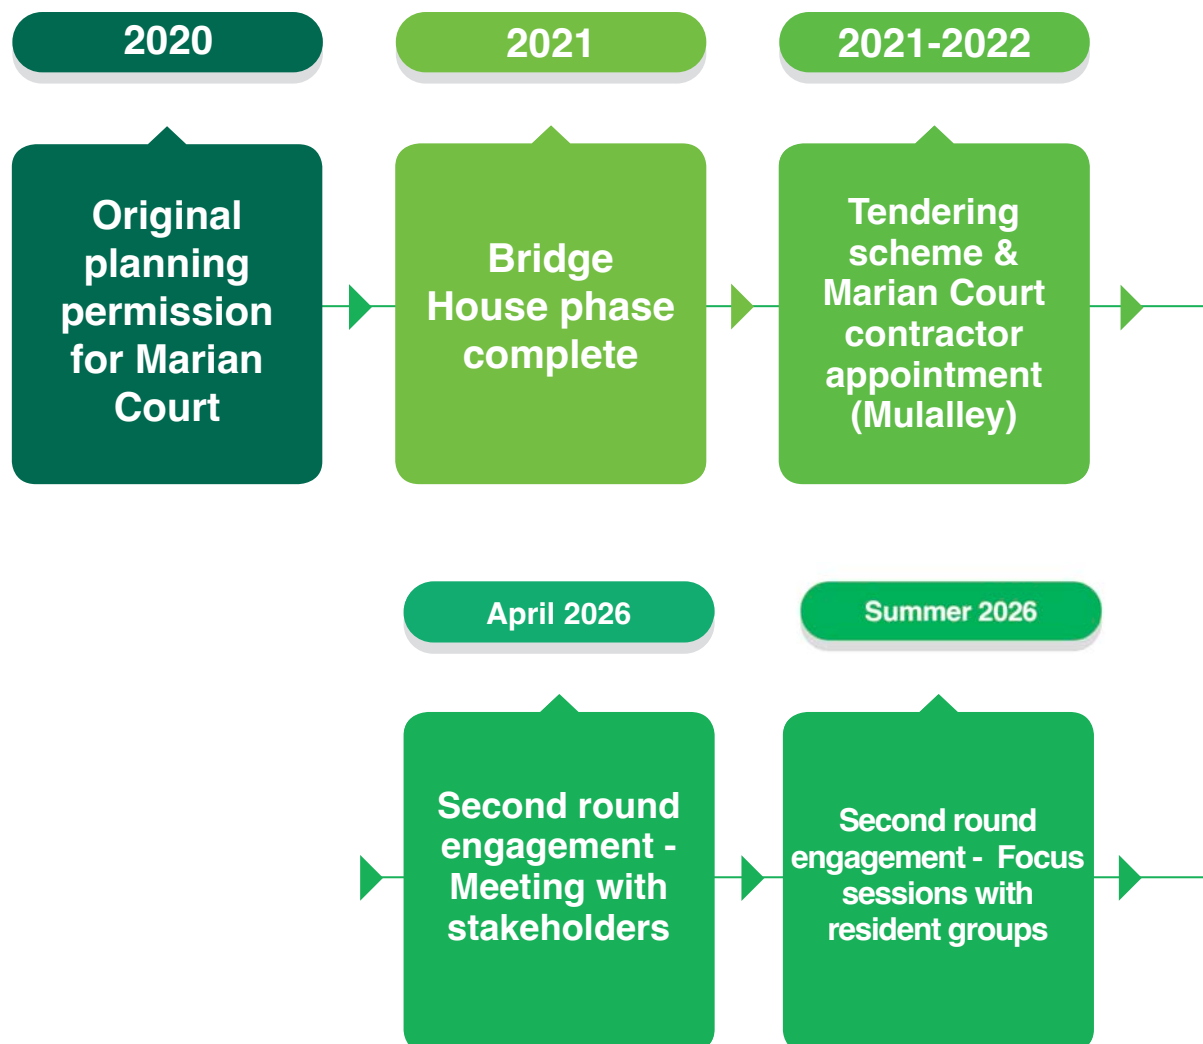 2020
2021
2021-2022
Original
planning
permission
for Marian
Court
Bridge
House phase
complete
Tendering
scheme &
Marian Court
contractor
appointment
(Mulalley)
April 2026
Summer 2026
Second round
engagement -
Meeting with
stakeholders
Second round
engagement - Focus
sessions with
resident groups